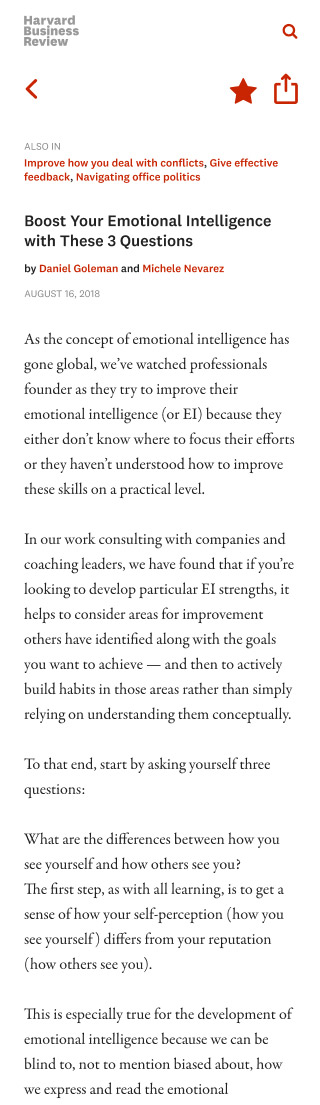 Harvard
Business
Review
ALSO IN
Improve how you deal with conflicts, Give effective
feedback, Navigating office politics
Boost Your Emotional Intelligence
with These 3 Questions
by Daniel Goleman and Michele Nevarez
AUGUST 16, 2018
As the concept of emotional intelligence has
gone global, we’ve watched professionals
founder as they try to improve their
emotional intelligence (or EI) because they
either don’t know where to focus their efforts
or they haven’t understood how to improve
these skills on a practical level.
In our work consulting with companies and
coaching leaders, we have found that if you’re
looking to develop particular EI strengths, it
helps to consider areas for improvement
others have identified along with the goals
you want to achieve — and then to actively
build habits in those areas rather than simply
relying on understanding them conceptually.
To that end, start by asking yourself three
questions:
What are the differences between how you
see yourself and how others see you?
The first step, as with all learning, is to get a
sense of how your self-perception (how you
see yourself) differs from your reputation
(how others see you).
This is especially true for the development of
emotional intelligence because we can be
blind to, not to mention biased about, how
we express and read the emotional